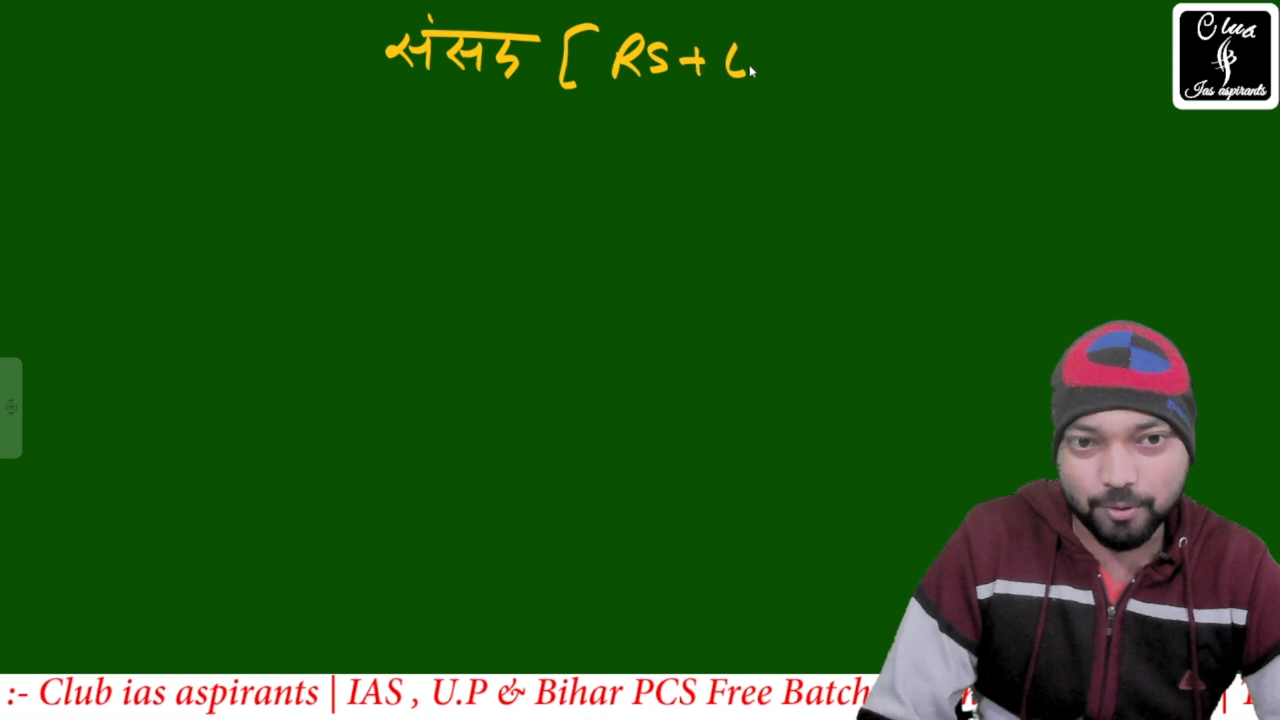 संसद [ RS + L
Club
Ias aspirants
:- Club ias aspirants | IAS , U.P & Bihar PCS Free Batch